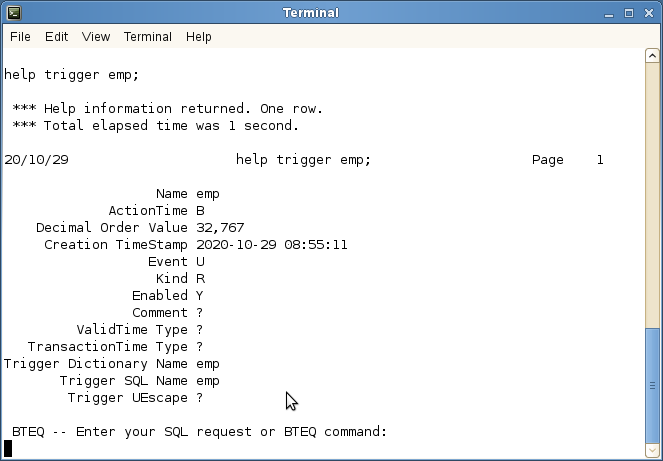 Terminal
File Edit View Terminal Help
help trigger emp;
*** Help information returned. One row.
*** Total elapsed time was 1 second.
20/10/29 help trigger emp; Page 1
Name emp
ActionTime B
Decimal Order Value 32,767
Creation TimeStamp 2020-10-29 08:55:11
Event U
Kind R
Enabled Y
Comment ?
ValidTime Type ?
TransactionTime Type ?
Trigger Dictionary Name emp
Trigger SQL Name emp
Trigger UEscape ?
BTEQ -- Enter your SQL request or BTEQ command: